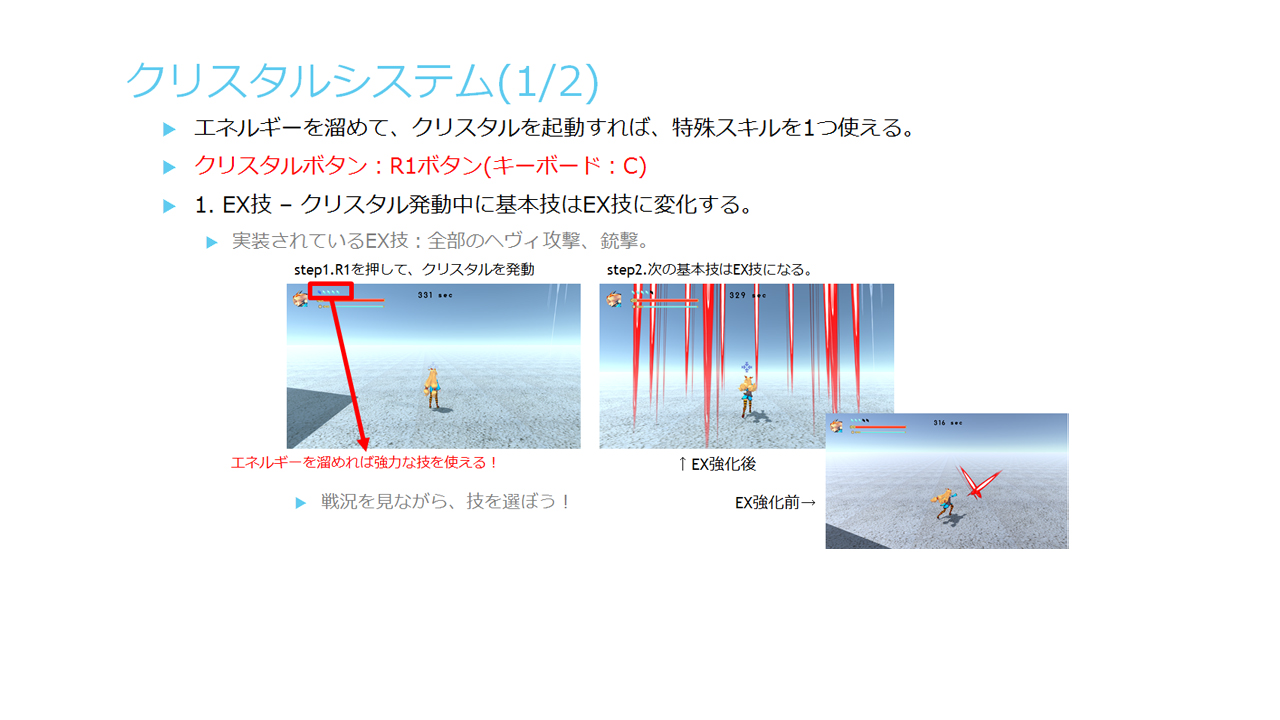 クリスタルシステム(1/2)
エネルギーを溜めて、クリスタルを起動すれば、特殊スキルを1つ使える。
クリスタルボタン：R1ボタン(キーボード：C)
1. EX技 – クリスタル発動中に基本技はEX技に変化する。
実装されているEX技：全部のヘヴィ攻撃、銃撃。
step1.R1を押して、クリスタルを発動
step2.次の基本技はEX技になる。
331 sec
329 sec
316 sec
エネルギーを溜めれば強力な技を使える！
↑EX強化後
戦況を見ながら、技を選ぼう！
EX強化前→